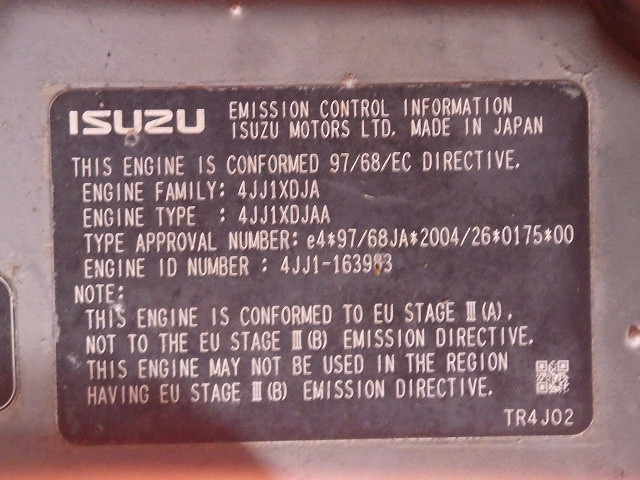 ISUZU EMISSION CONTROL INFORMATION
ISUZU MOTORS LTD. MADE IN JAPAN
THIS ENGINE IS CONFORMED 97/68/EC DIRECTIVE.
ENGINE FAMILY: 4JJ1XDJA
ENGINE TYPE : 4JJ1XDJAA
TYPE APPROVAL NUMBER: e4*97/68JA*2004/26*0175*00
ENGINE ID NUMBER : 4JJ1-163983
NOTE:
THIS ENGINE IS CONFORMED TO EU STAGE Ⅲ(A),
NOT TO THE EU STAGE Ⅲ(B) EMISSION DIRECTIVE.
THIS ENGINE MAY NOT BE USED IN THE REGION
HAVING EU STAGE Ⅲ(B) EMISSION DIRECTIVE.
TR4J02